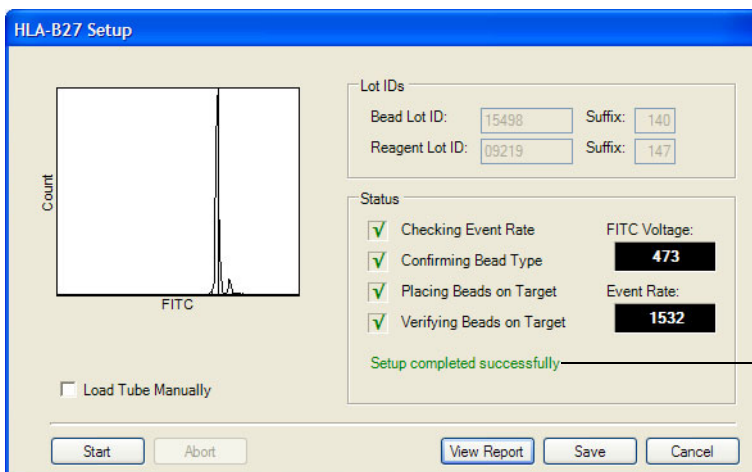 HLA-B27 Setup
Count
FITC
Load Tube Manually
Lot IDs
Bead Lot ID: 15498 Suffix: 140
Reagent Lot ID: 09219 Suffix: 147
Status
√ Checking Event Rate
√ Confirming Bead Type
√ Placing Beads on Target
√ Verifying Beads on Target
FITC Voltage:
473
Event Rate:
1532
Setup completed successfully
Start Abort View Report Save Cancel